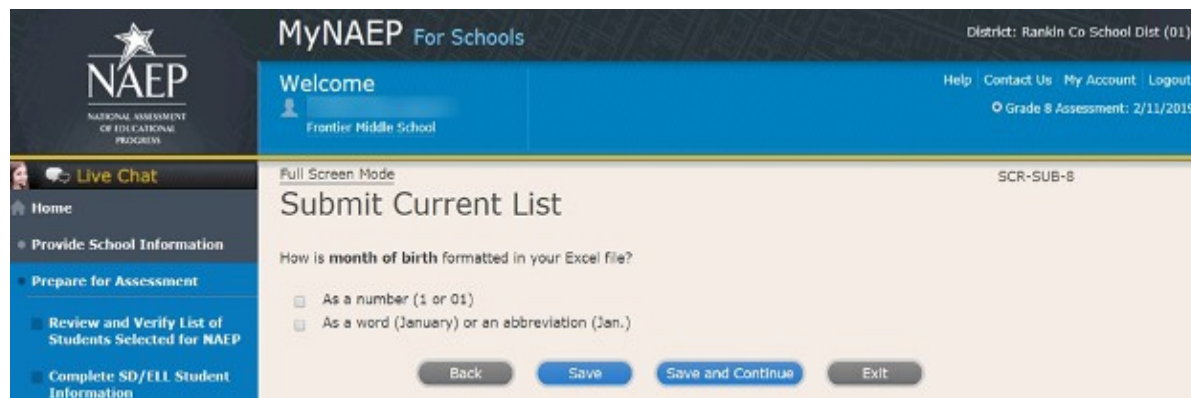 NAEP
NATIONAL ASSESSMENT
OF EDUCATIONAL
PROGRESS
MyNAEP For Schools
District: Rankin Co School Dist (01)
Welcome
Frontier Middle School
Help Contact Us My Account Logout
Grade 8 Assessment: 2/11/2019
Live Chat
Home
Provide School Information
Prepare for Assessment
Review and Verify List of
Students Selected for NAEP
Complete SD/ELL Student
Information
Full Screen Mode
SCR-SUB-8
Submit Current List
How is month of birth formatted in your Excel file?
As a number (1 or 01)
As a word (January) or an abbreviation (Jan.)
Back Save Save and Continue Exit